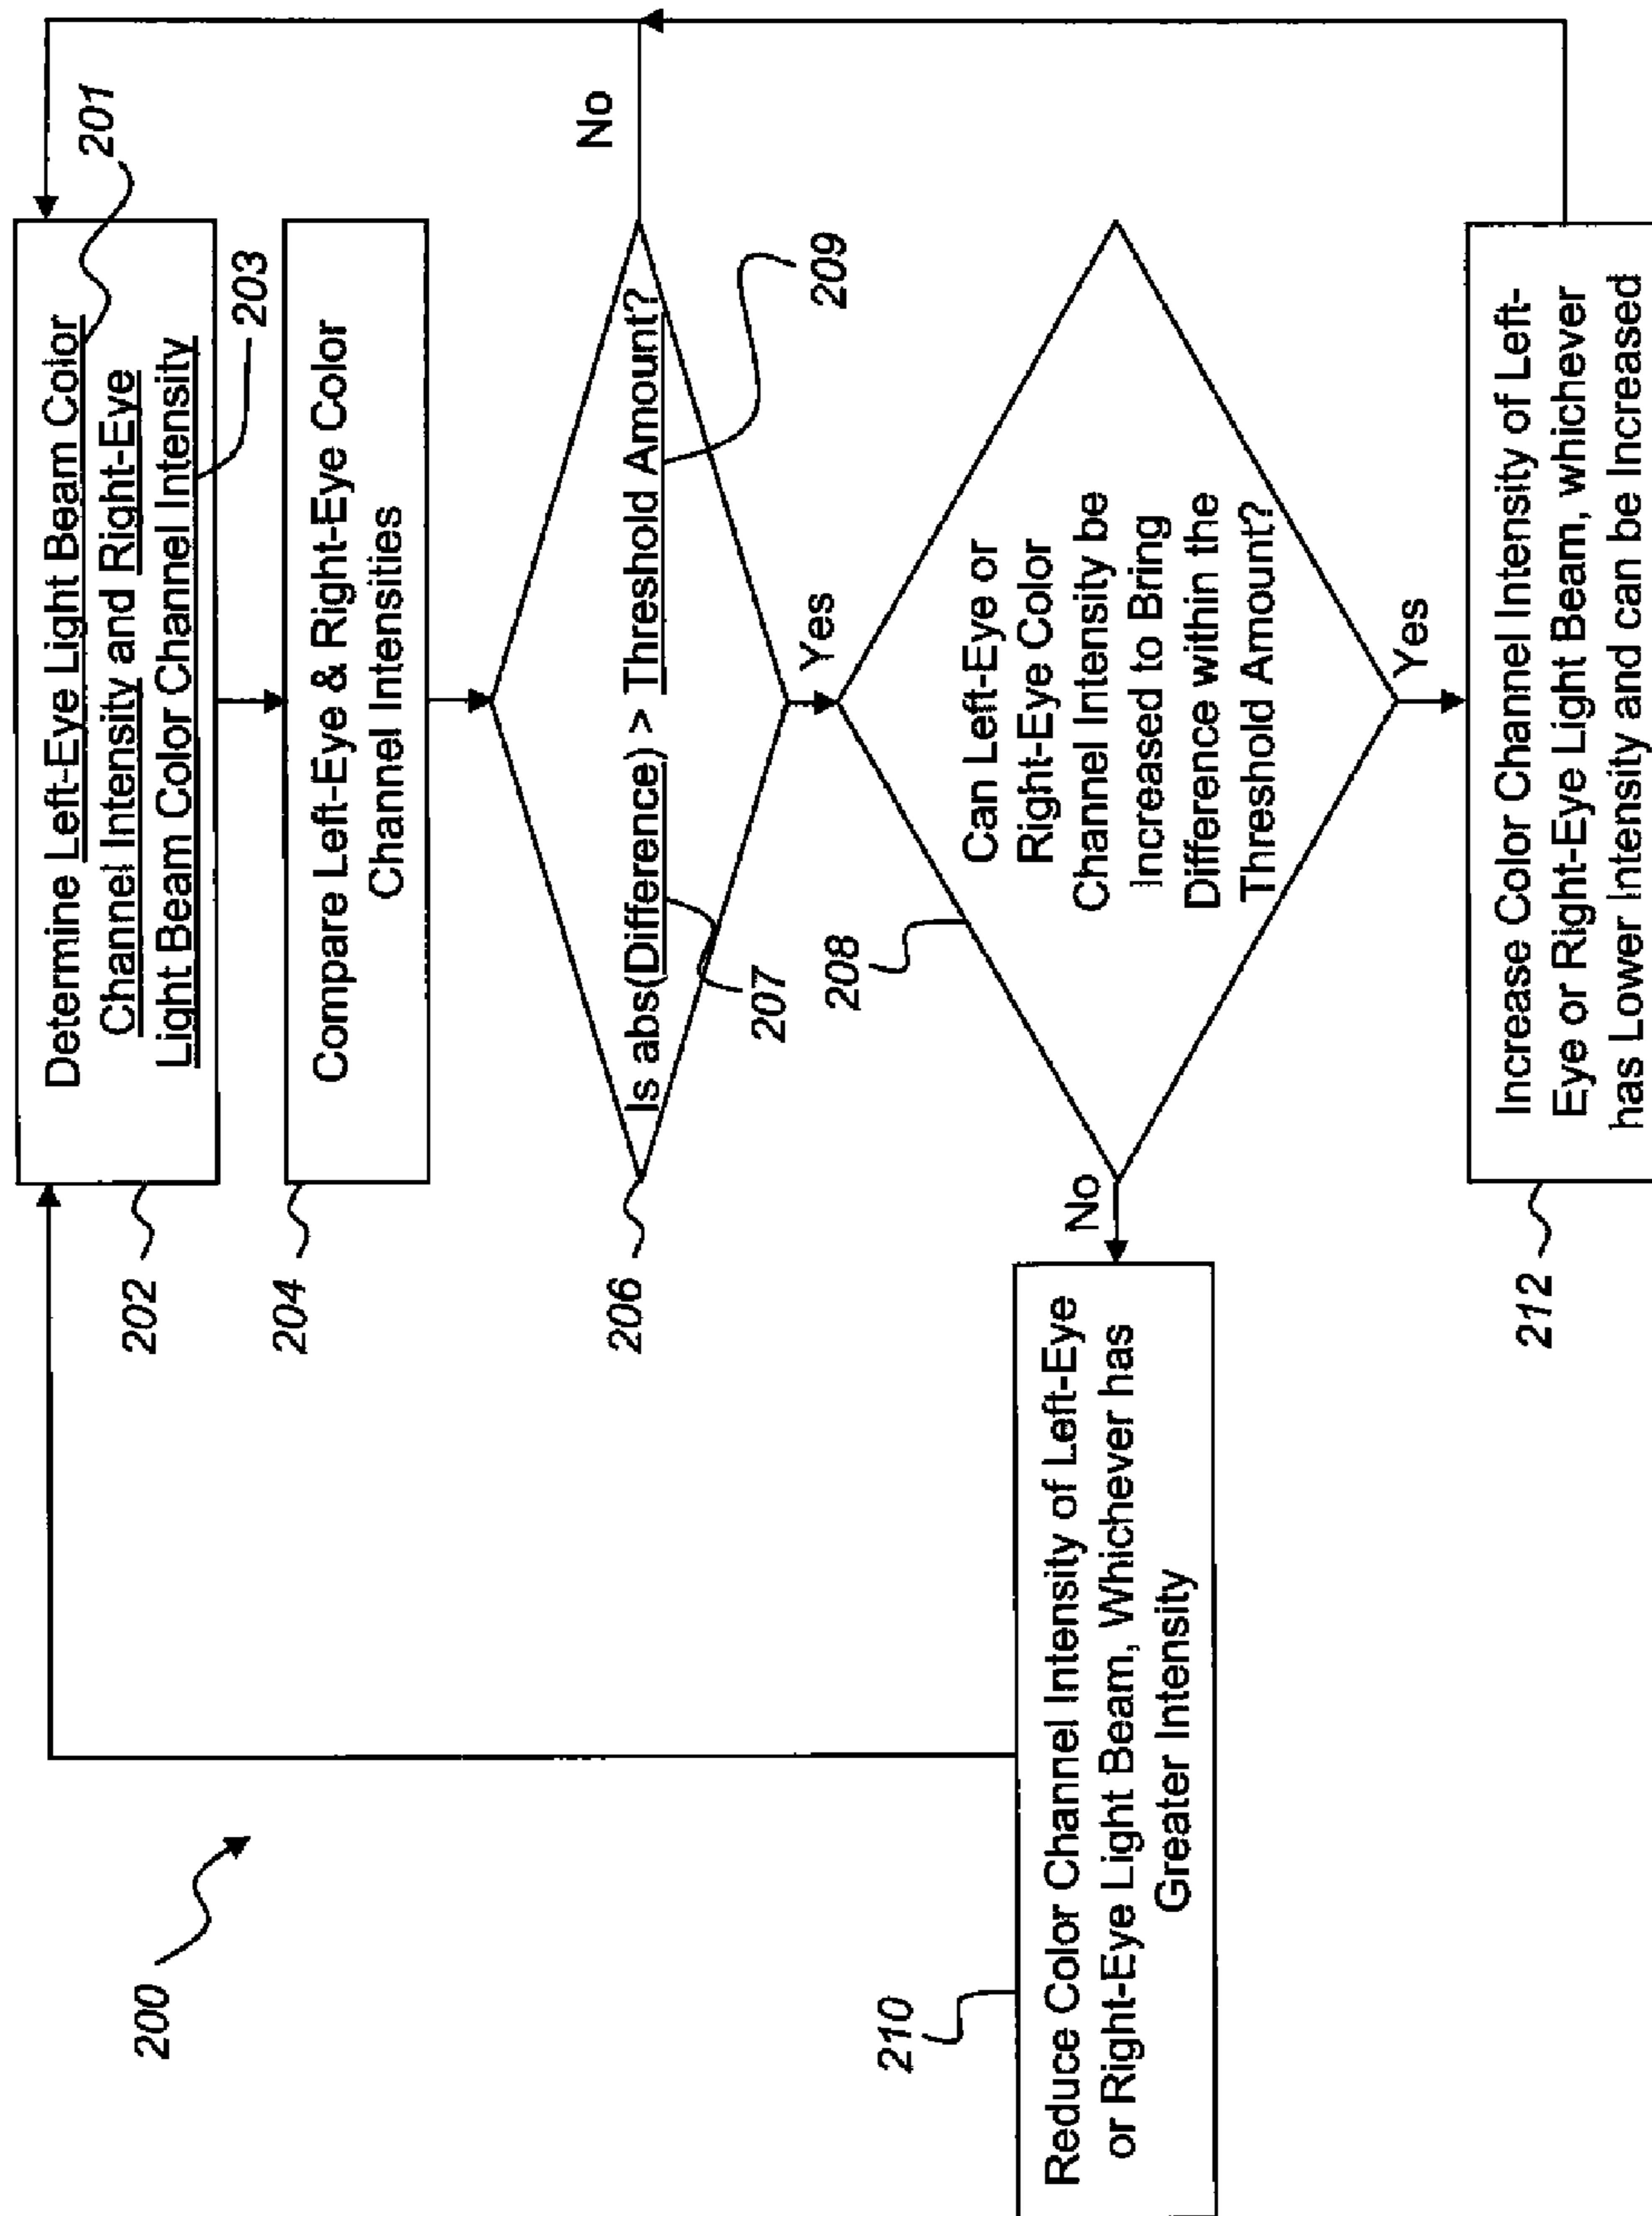 200
Determine Left-Eye Light Beam Color
Channel Intensity and Right-Eye
Light Beam Color Channel Intensity
201
203
202
Compare Left-Eye & Right-Eye Color
Channel Intensities
204
Is abs(Difference) > Threshold Amount?
206
207
209
No
Yes
Can Left-Eye or
Right-Eye Color
Channel Intensity be
Increased to Bring
Difference within the
Threshold Amount?
208
No
Yes
Reduce Color Channel Intensity of Left-Eye
or Right-Eye Light Beam, Whichever has
Greater Intensity
210
Increase Color Channel Intensity of Left-
Eye or Right-Eye Light Beam, whichever
has Lower Intensity and can be Increased
212